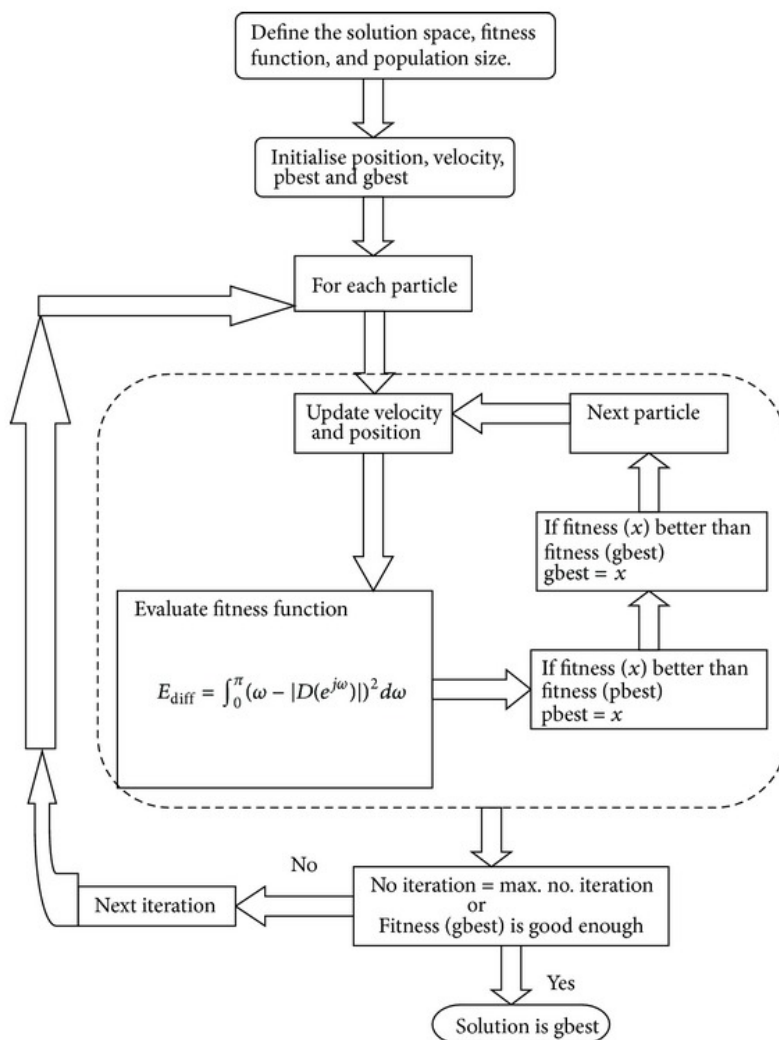 Define the solution space, fitness
function, and population size.
Initialise position, velocity,
pbest and gbest
For each particle
Update velocity
and position
Next particle
If fitness (x) better than
fitness (gbest)
gbest = x
Evaluate fitness function
E_diff = ∫_0^π (ω − |D(e^{jω})|)^2 dω
If fitness (x) better than
fitness (pbest)
pbest = x
No
No iteration = max. no. iteration
or
Fitness (gbest) is good enough
Next iteration
Yes
Solution is gbest